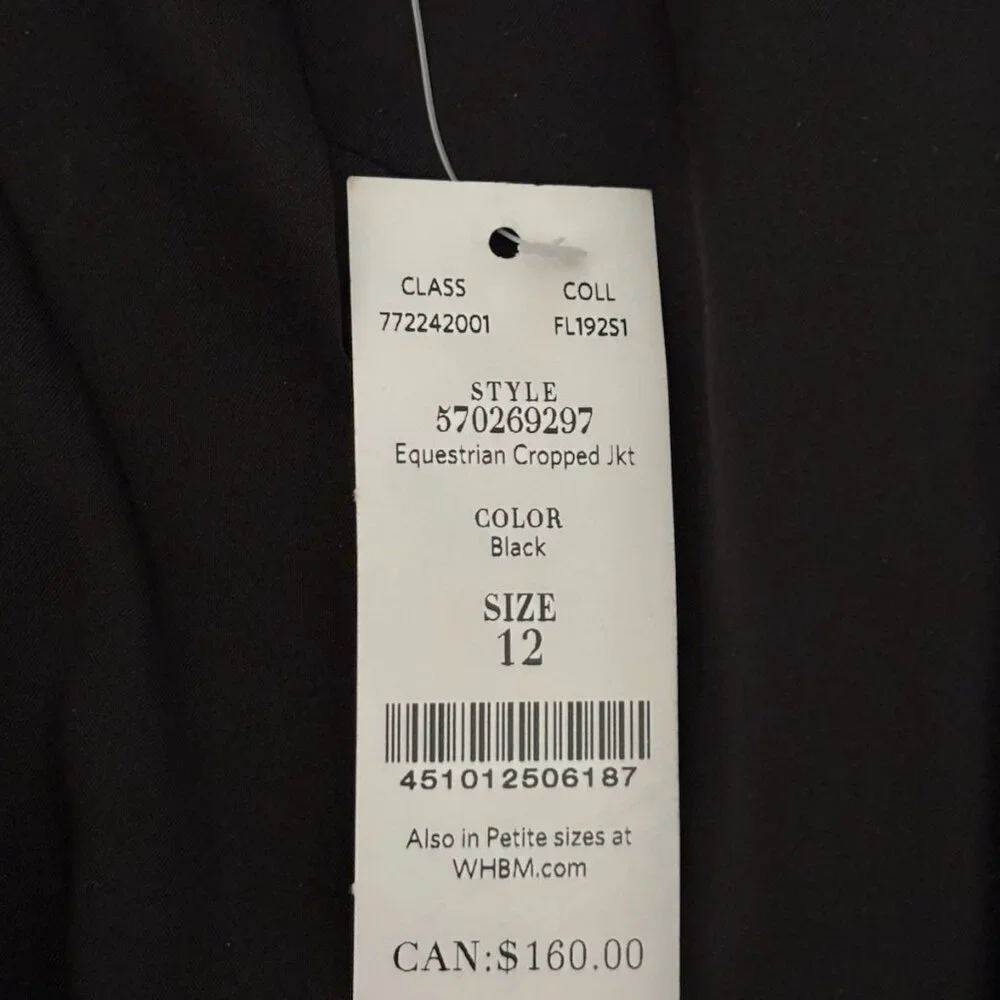 CLASS COLL
772242001 FL192S1
STYLE
570269297
Equestrian Cropped Jkt
COLOR
Black
SIZE
12
451012506187
Also in Petite sizes at
WHBM.com
CAN:$160.00